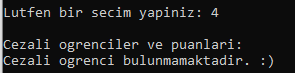 Lutfen bir secim yapiniz: 4
Cezali ogrenciler ve puanlari:
Cezali ogrenci bulunmamaktadir. :)